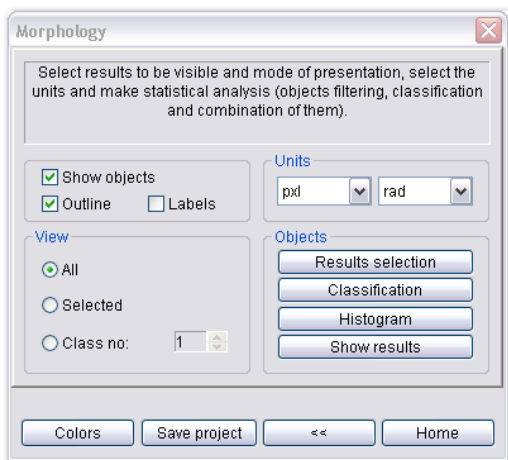 Morphology
Select results to be visible and mode of presentation, select the
units and make statistical analysis (objects filtering, classification
and combination of them).
Show objects
Outline Labels
Units
pxl rad
View
All
Selected
Class no: 1
Objects
Results selection
Classification
Histogram
Show results
Colors Save project << Home